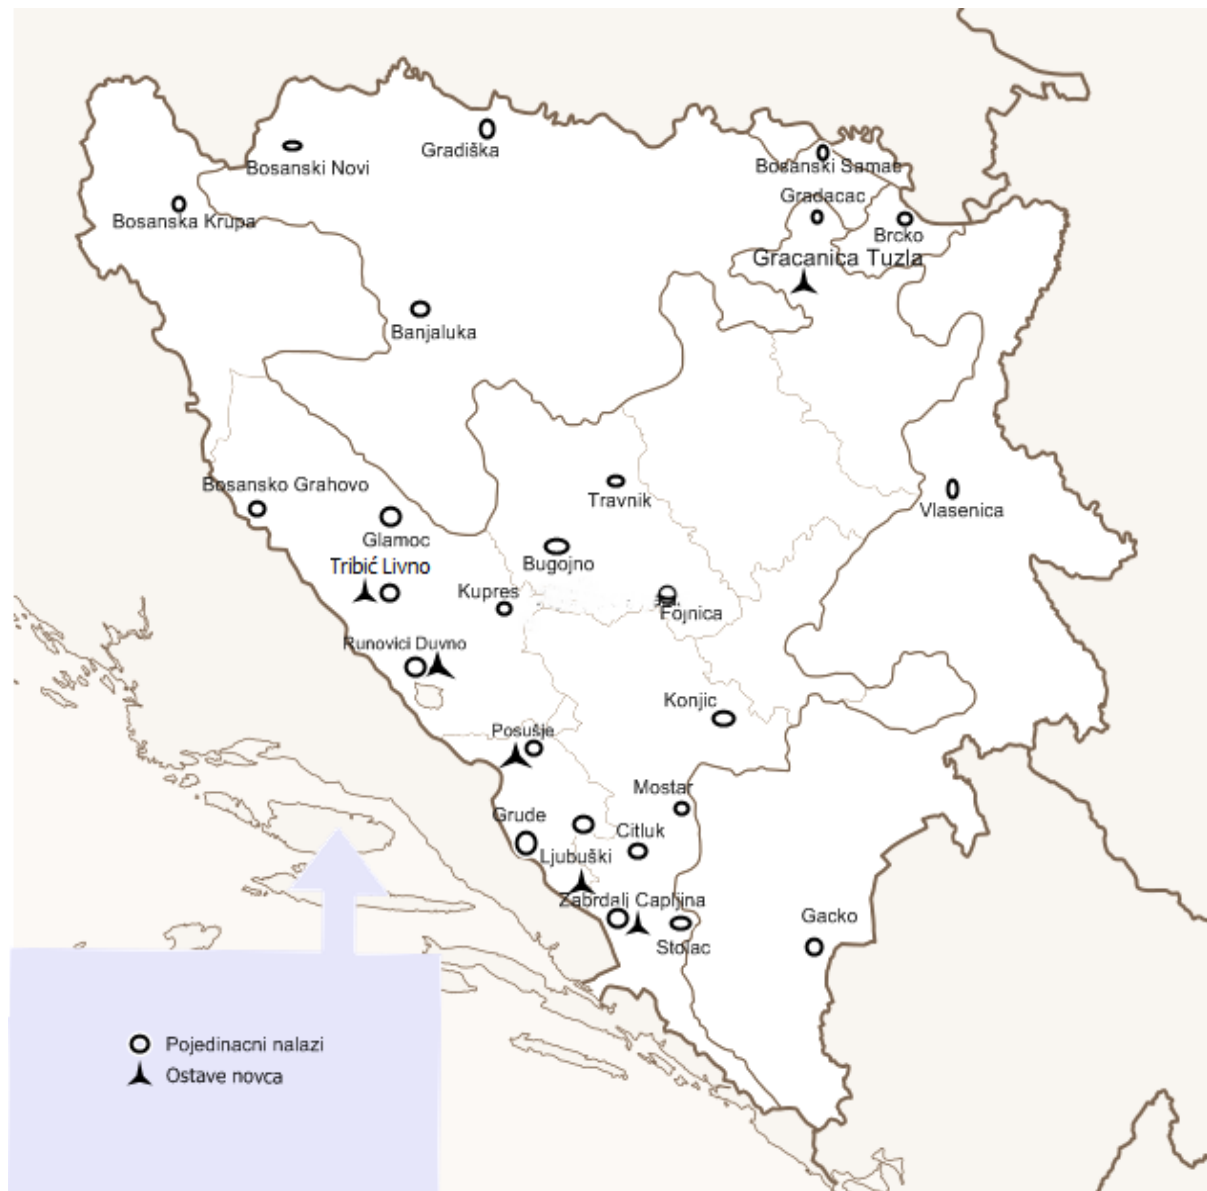 Gradiška
Bosanski Novi
Bosanski Samac
Gradacac
Bosanska Krupa
Brcko
Gracanica Tuzla
Banjaluka
Bosansko Grahovo
Travnik
Vlasenica
Glamoc
Bugojno
Tribić Livno
Kupres
Fojnica
Runovici Duvno
Konjic
Posušje
Mostar
Grude
Citluk
Ljubuški
Zabrdalj Capljina
Gacko
Stolac
Pojedinacni nalazi
Ostave novca